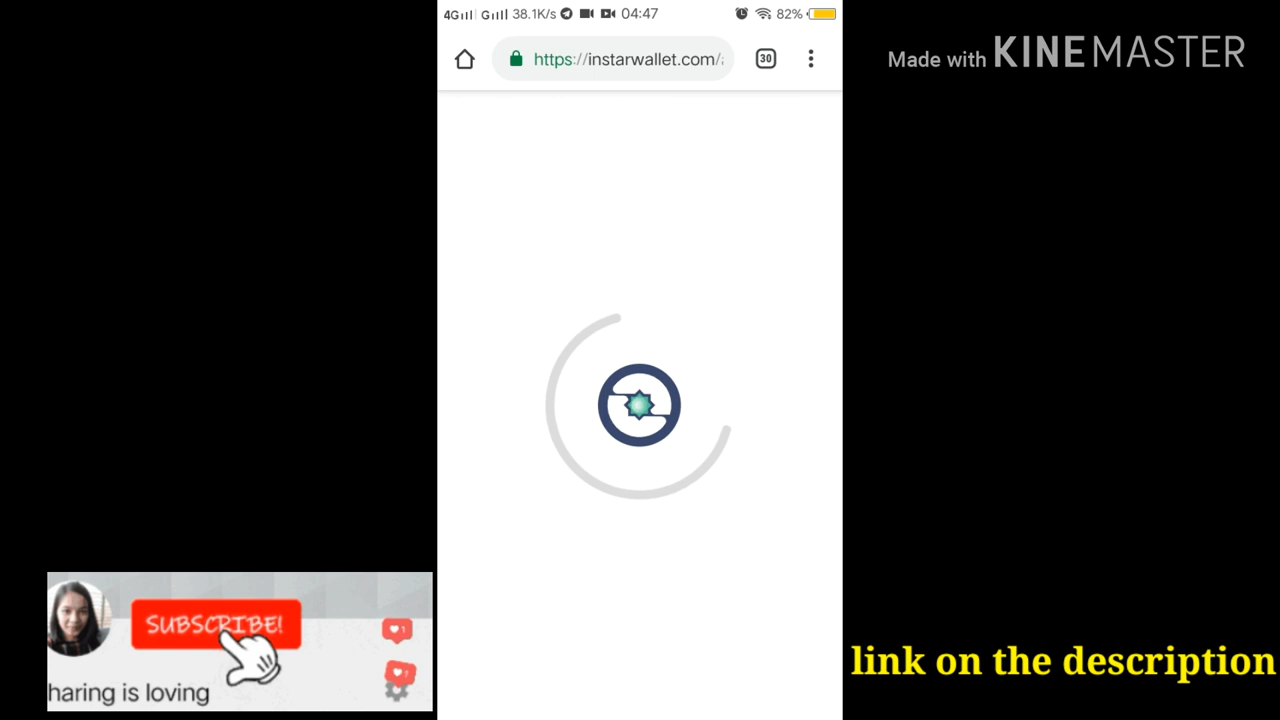 4G G 38.1K/s 04:47 82%
https://instarwallet.com/
30
Made with KINEMASTER
SUBSCRIBE!
1
haring is loving
link on the description